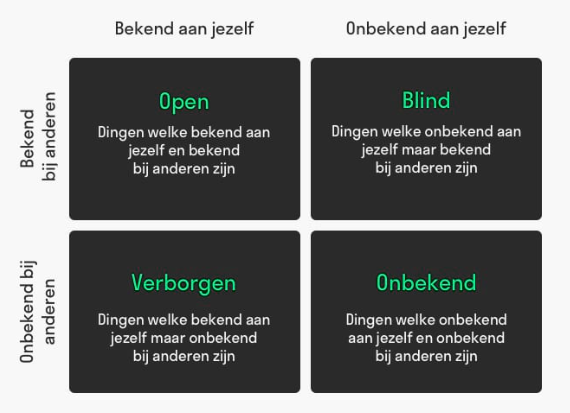 Bekend aan jezelf
Onbekend aan jezelf
Bekend
bij anderen
Open
Dingen welke bekend aan
jezelf en bekend
bij anderen zijn
Blind
Dingen welke onbekend aan
jezelf maar bekend
bij anderen zijn
Onbekend bij
anderen
Verborgen
Dingen welke bekend aan
jezelf maar onbekend
bij anderen zijn
Onbekend
Dingen welke onbekend
aan jezelf en onbekend
bij anderen zijn